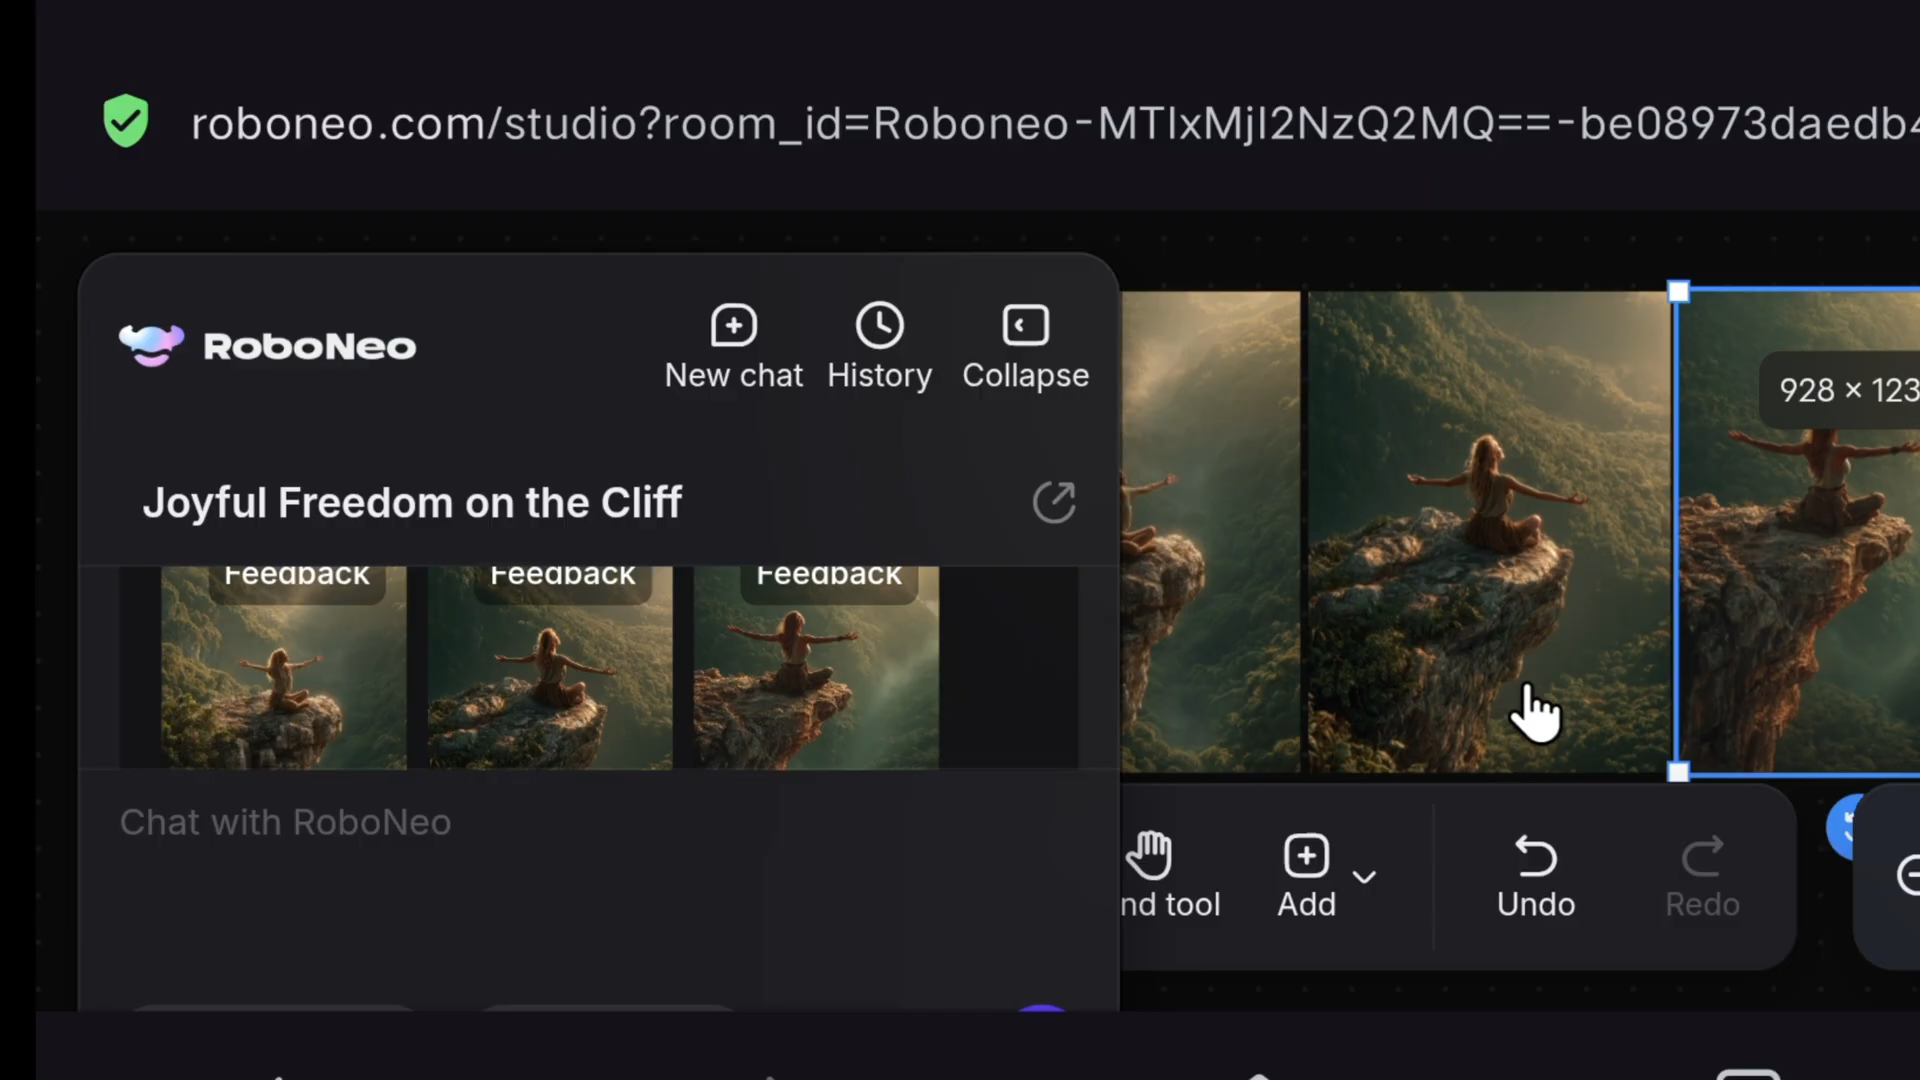 roboneo.com/studio?room_id=Roboneo-MTIxMjI2NzQ2MQ==-be08973daedb4
RoboNeo
New chat
History
Collapse
Joyful Freedom on the Cliff
Feedback
Feedback
Feedback
928 × 123
Chat with RoboNeo
nd tool
Add
Undo
Redo